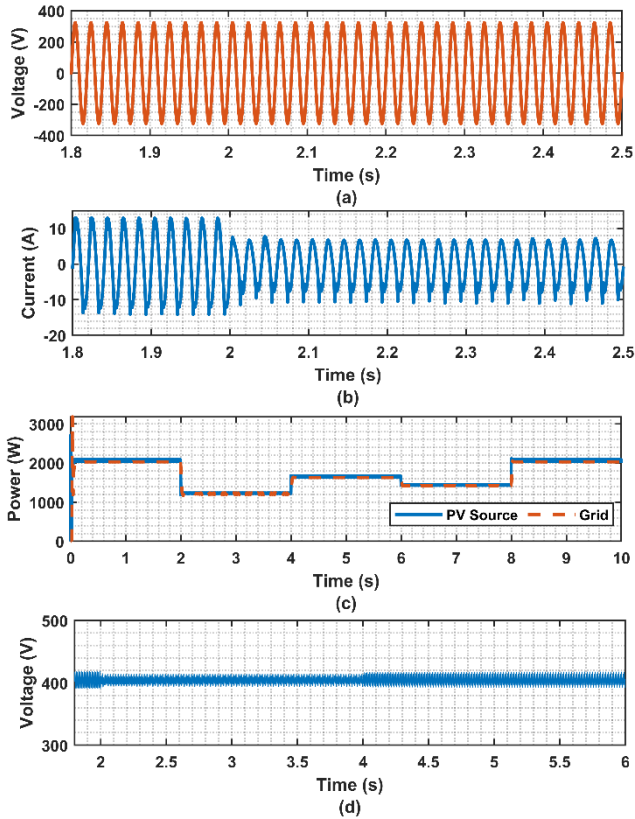 400
200
0
-200
-400
Voltage (V)
1.8 1.9 2 2.1 2.2 2.3 2.4 2.5
Time (s)
(a)
10
0
-10
-20
Current (A)
1.8 1.9 2 2.1 2.2 2.3 2.4 2.5
Time (s)
(b)
3000
2000
1000
0
Power (W)
PV Source Grid
0 1 2 3 4 5 6 7 8 9 10
Time (s)
(c)
500
400
300
Voltage (V)
2 2.5 3 3.5 4 4.5 5 5.5 6
Time (s)
(d)